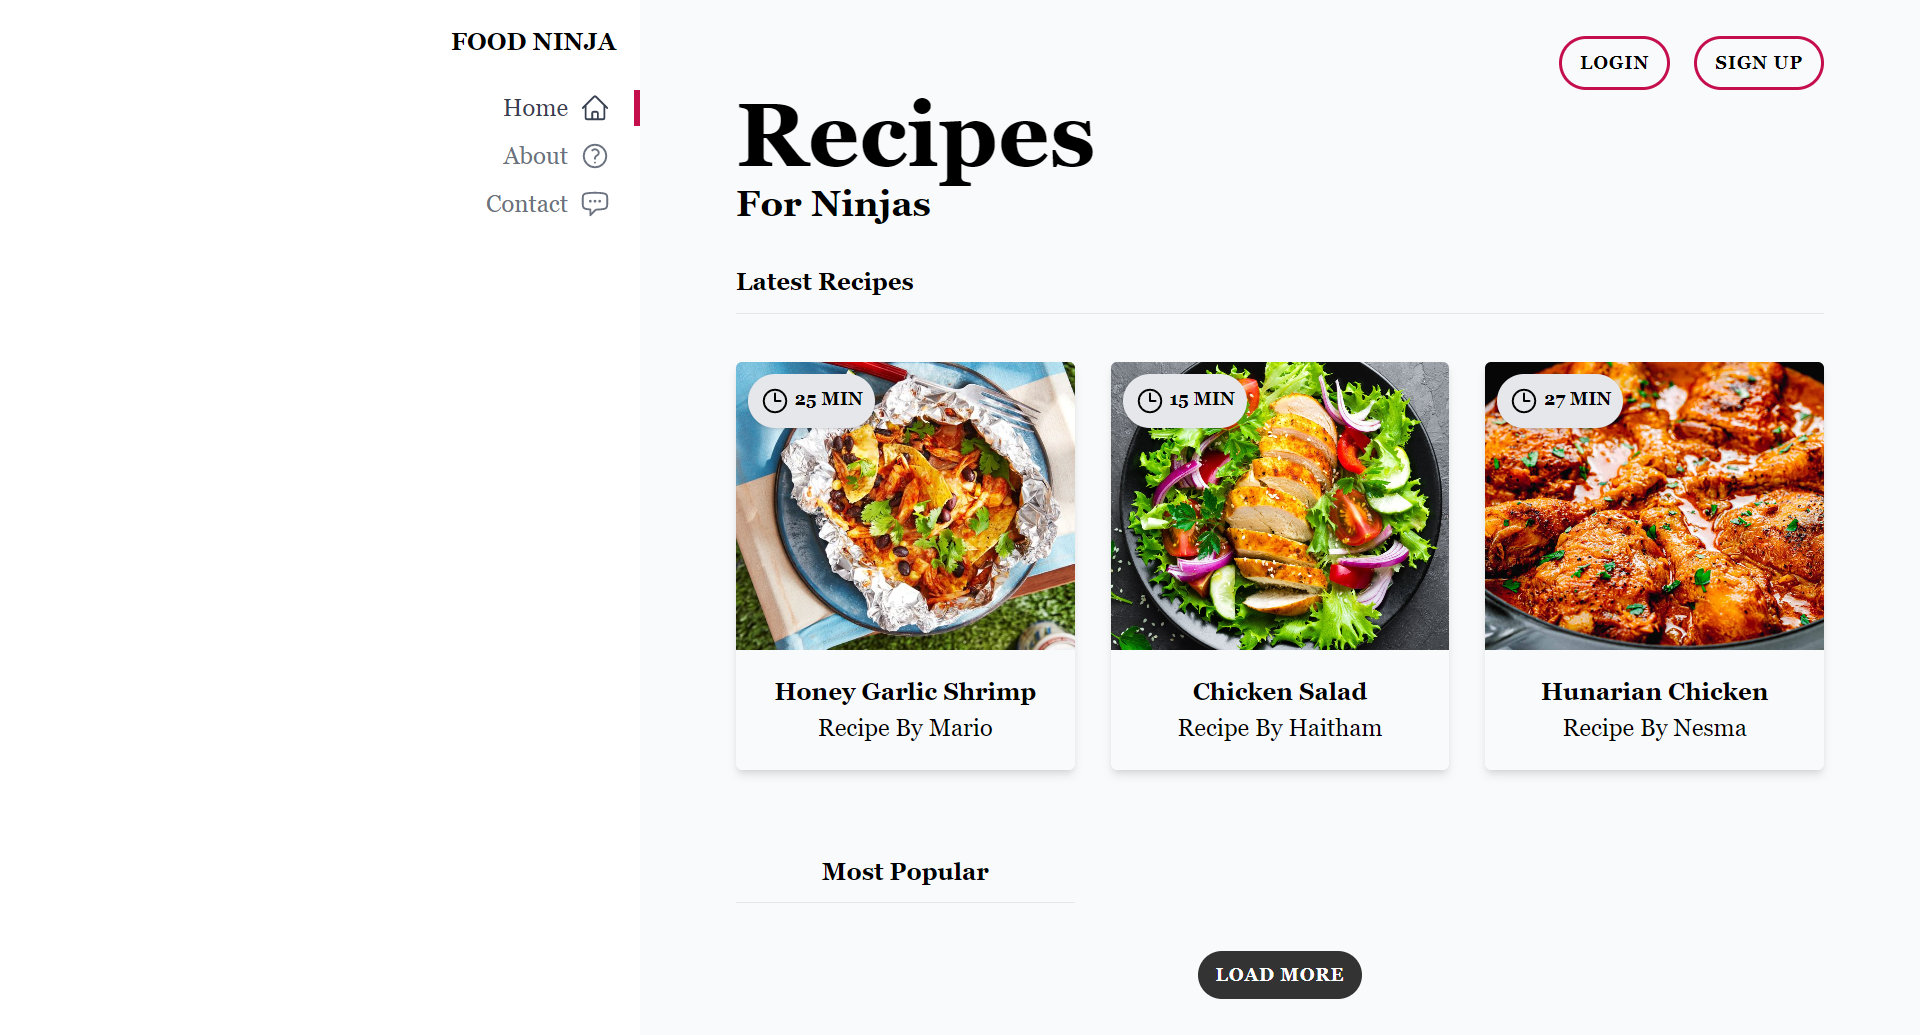 FOOD NINJA
Home
About
Contact
LOGIN
SIGN UP
Recipes
For Ninjas
Latest Recipes
25 MIN
Honey Garlic Shrimp
Recipe By Mario
15 MIN
Chicken Salad
Recipe By Haitham
27 MIN
Hunarian Chicken
Recipe By Nesma
Most Popular
LOAD MORE